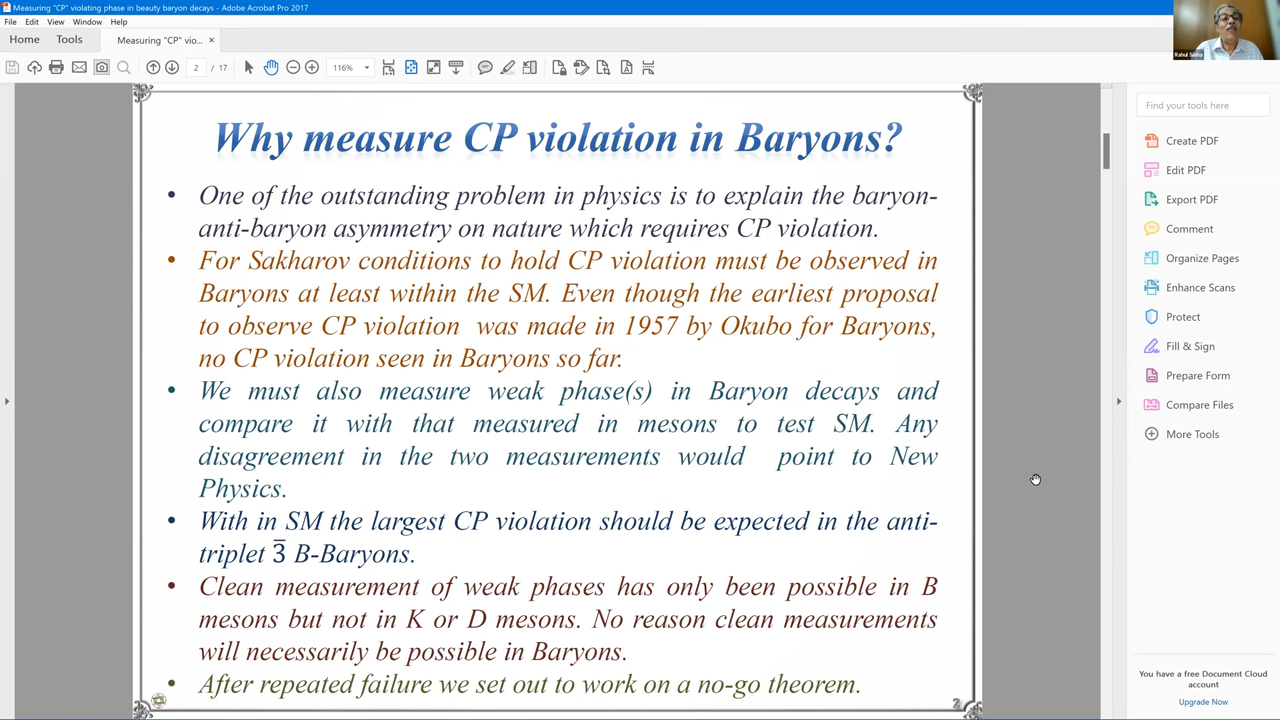 Measuring "CP" violating phase in beauty baryon decays - Adobe Acrobat Pro 2017
File Edit View Window Help
Home Tools Measuring "CP" vio... ×
2 / 17 116%
Rahul Sinha
Why measure CP violation in Baryons?
• One of the outstanding problem in physics is to explain the baryon-
anti-baryon asymmetry on nature which requires CP violation.
• For Sakharov conditions to hold CP violation must be observed in
Baryons at least within the SM. Even though the earliest proposal
to observe CP violation was made in 1957 by Okubo for Baryons,
no CP violation seen in Baryons so far.
• We must also measure weak phase(s) in Baryon decays and
compare it with that measured in mesons to test SM. Any
disagreement in the two measurements would point to New
Physics.
• With in SM the largest CP violation should be expected in the anti-
triplet 3̅ B-Baryons.
• Clean measurement of weak phases has only been possible in B
mesons but not in K or D mesons. No reason clean measurements
will necessarily be possible in Baryons.
• After repeated failure we set out to work on a no-go theorem.
2
Find your tools here
Create PDF
Edit PDF
Export PDF
Comment
Organize Pages
Enhance Scans
Protect
Fill & Sign
Prepare Form
Compare Files
More Tools
You have a free Document Cloud
account
Upgrade Now